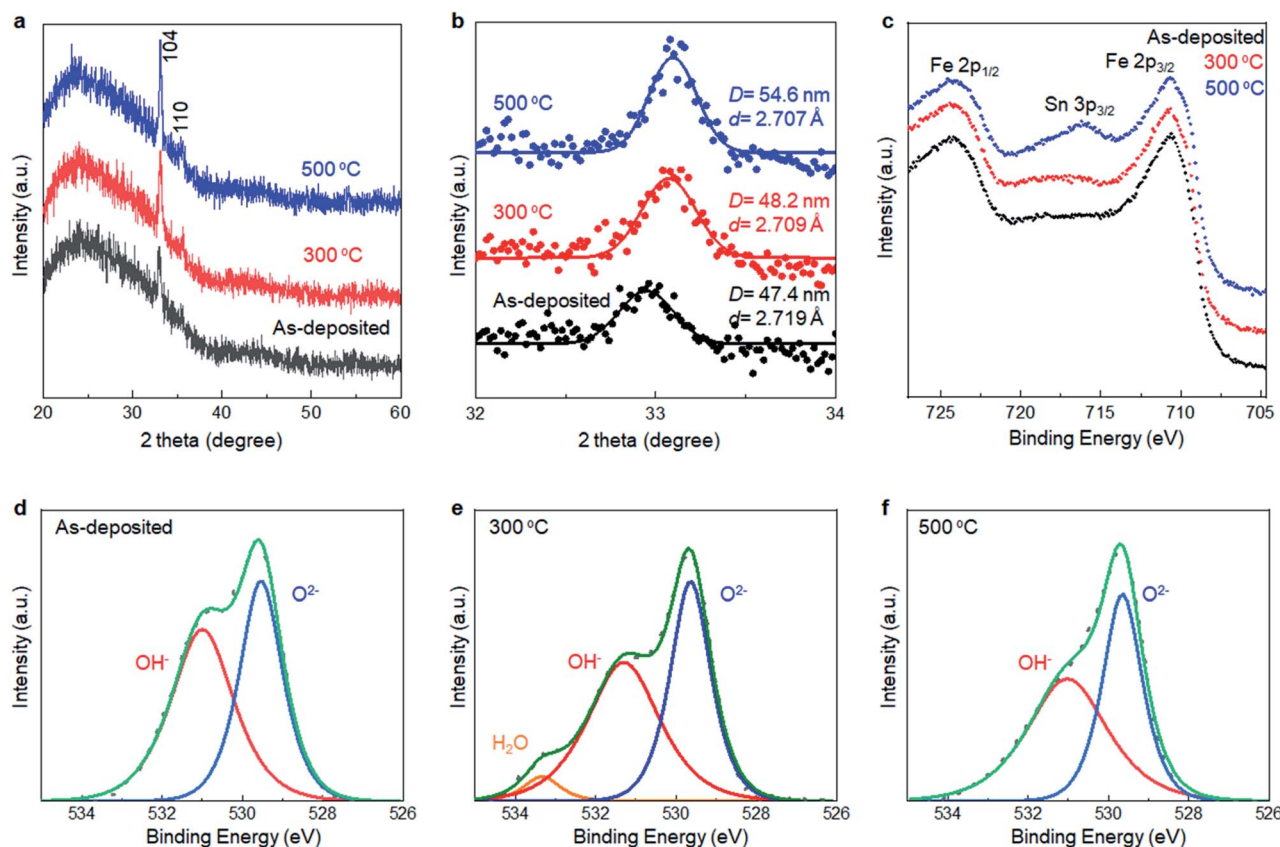 a
104
110
500 °C
300 °C
As-deposited
20 30 40 50 60
2 theta (degree)
Intensity (a.u.)
b
500 °C
D= 54.6 nm
d= 2.707 Å
300 °C
D= 48.2 nm
d= 2.709 Å
As-deposited
D= 47.4 nm
d= 2.719 Å
32 33 34
2 theta (degree)
Intensity (a.u.)
c
As-deposited
300 °C
500 °C
Fe 2p1/2
Fe 2p3/2
Sn 3p3/2
725 720 715 710 705
Binding Energy (eV)
Intensity (a.u.)
d
As-deposited
O2-
OH-
534 532 530 528 526
Binding Energy (eV)
Intensity (a.u.)
e
300 °C
O2-
OH-
H2O
534 532 530 528 526
Binding Energy (eV)
Intensity (a.u.)
f
500 °C
O2-
OH-
534 532 530 528 526
Binding Energy (eV)
Intensity (a.u.)